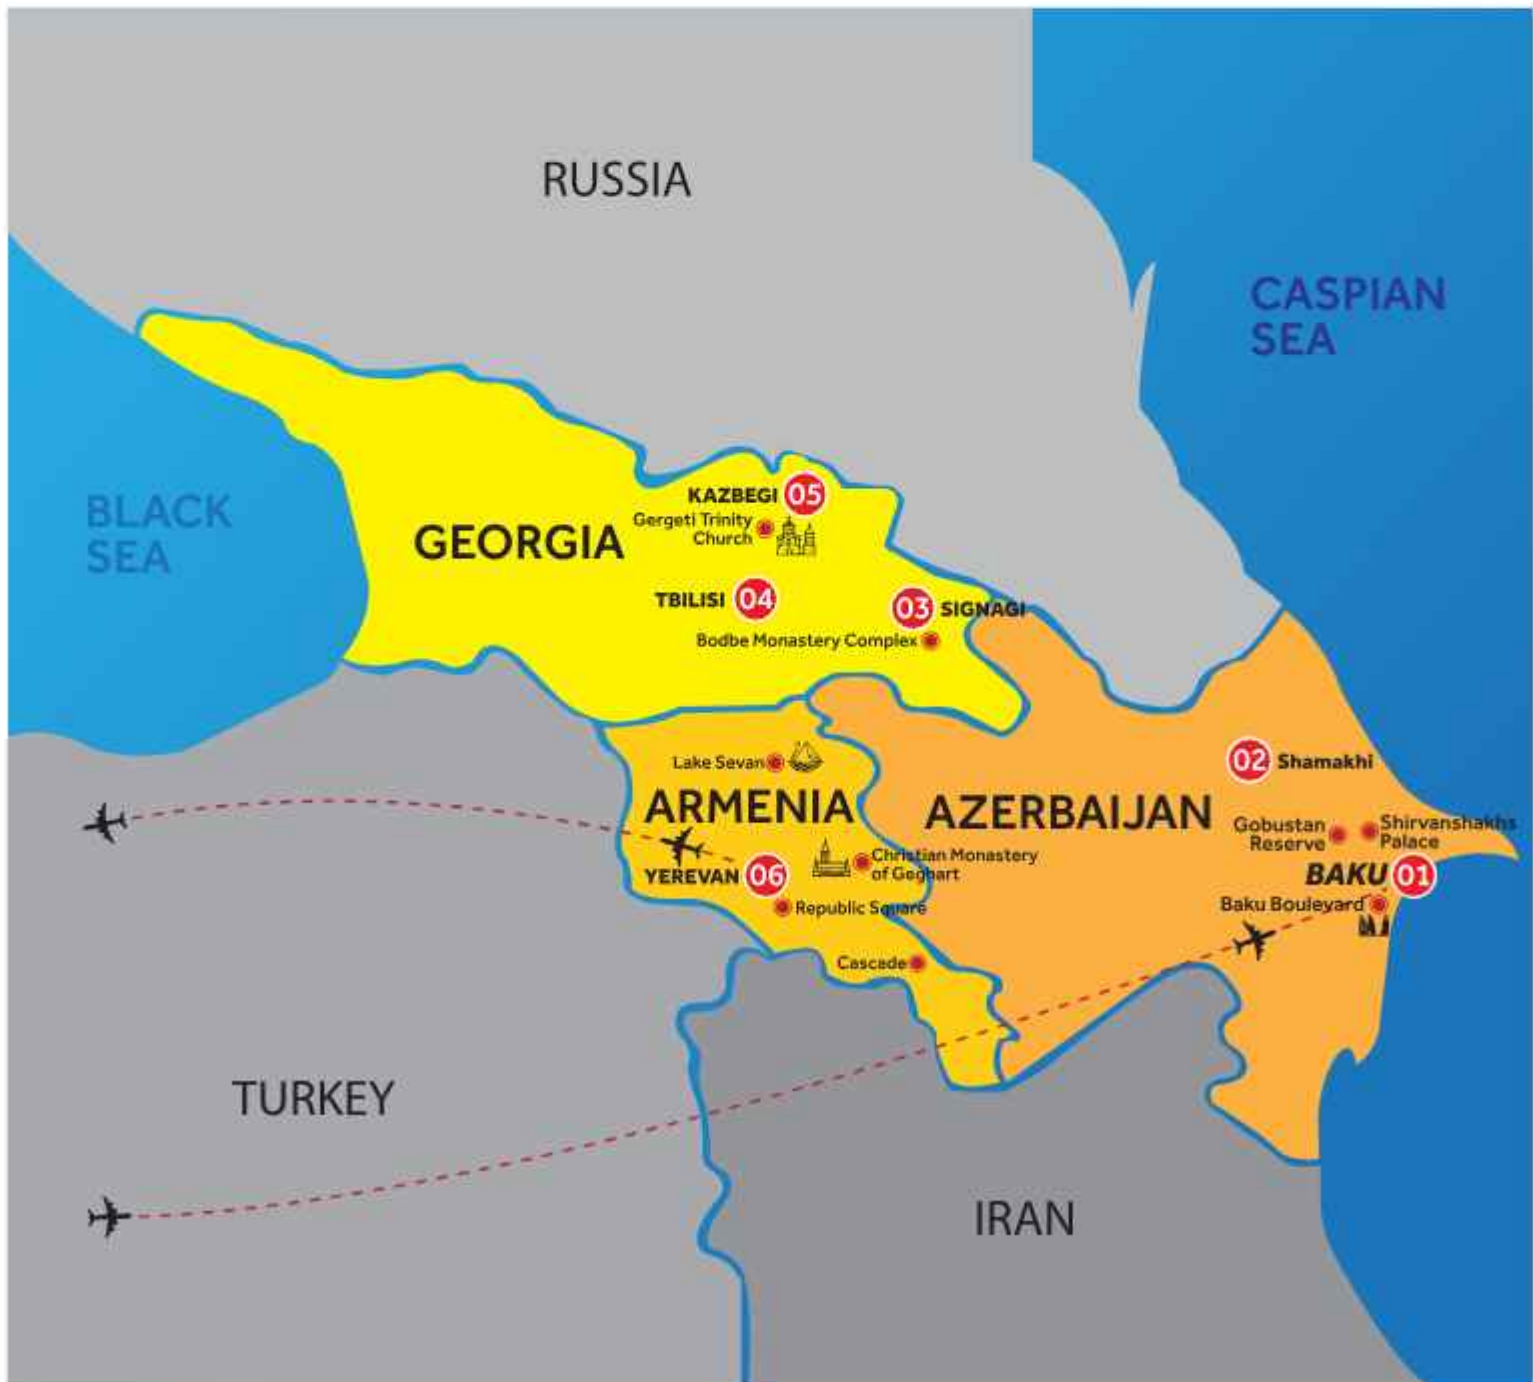 RUSSIA
CASPIAN
SEA
BLACK
SEA
KAZBEGI 05
GEORGIA
Gergeti Trinity
Church
TBILISI 04
03 SIGNAGI
Bodbe Monastery Complex
02 Shamakhi
Lake Sevan
ARMENIA
AZERBAIJAN
Gobustan
Reserve
Shirvanshakhs
Palace
Christian Monastery
of Geghart
YEREVAN 06
BAKU 01
Republic Square
Baku Bouleyard
Cascade
TURKEY
IRAN